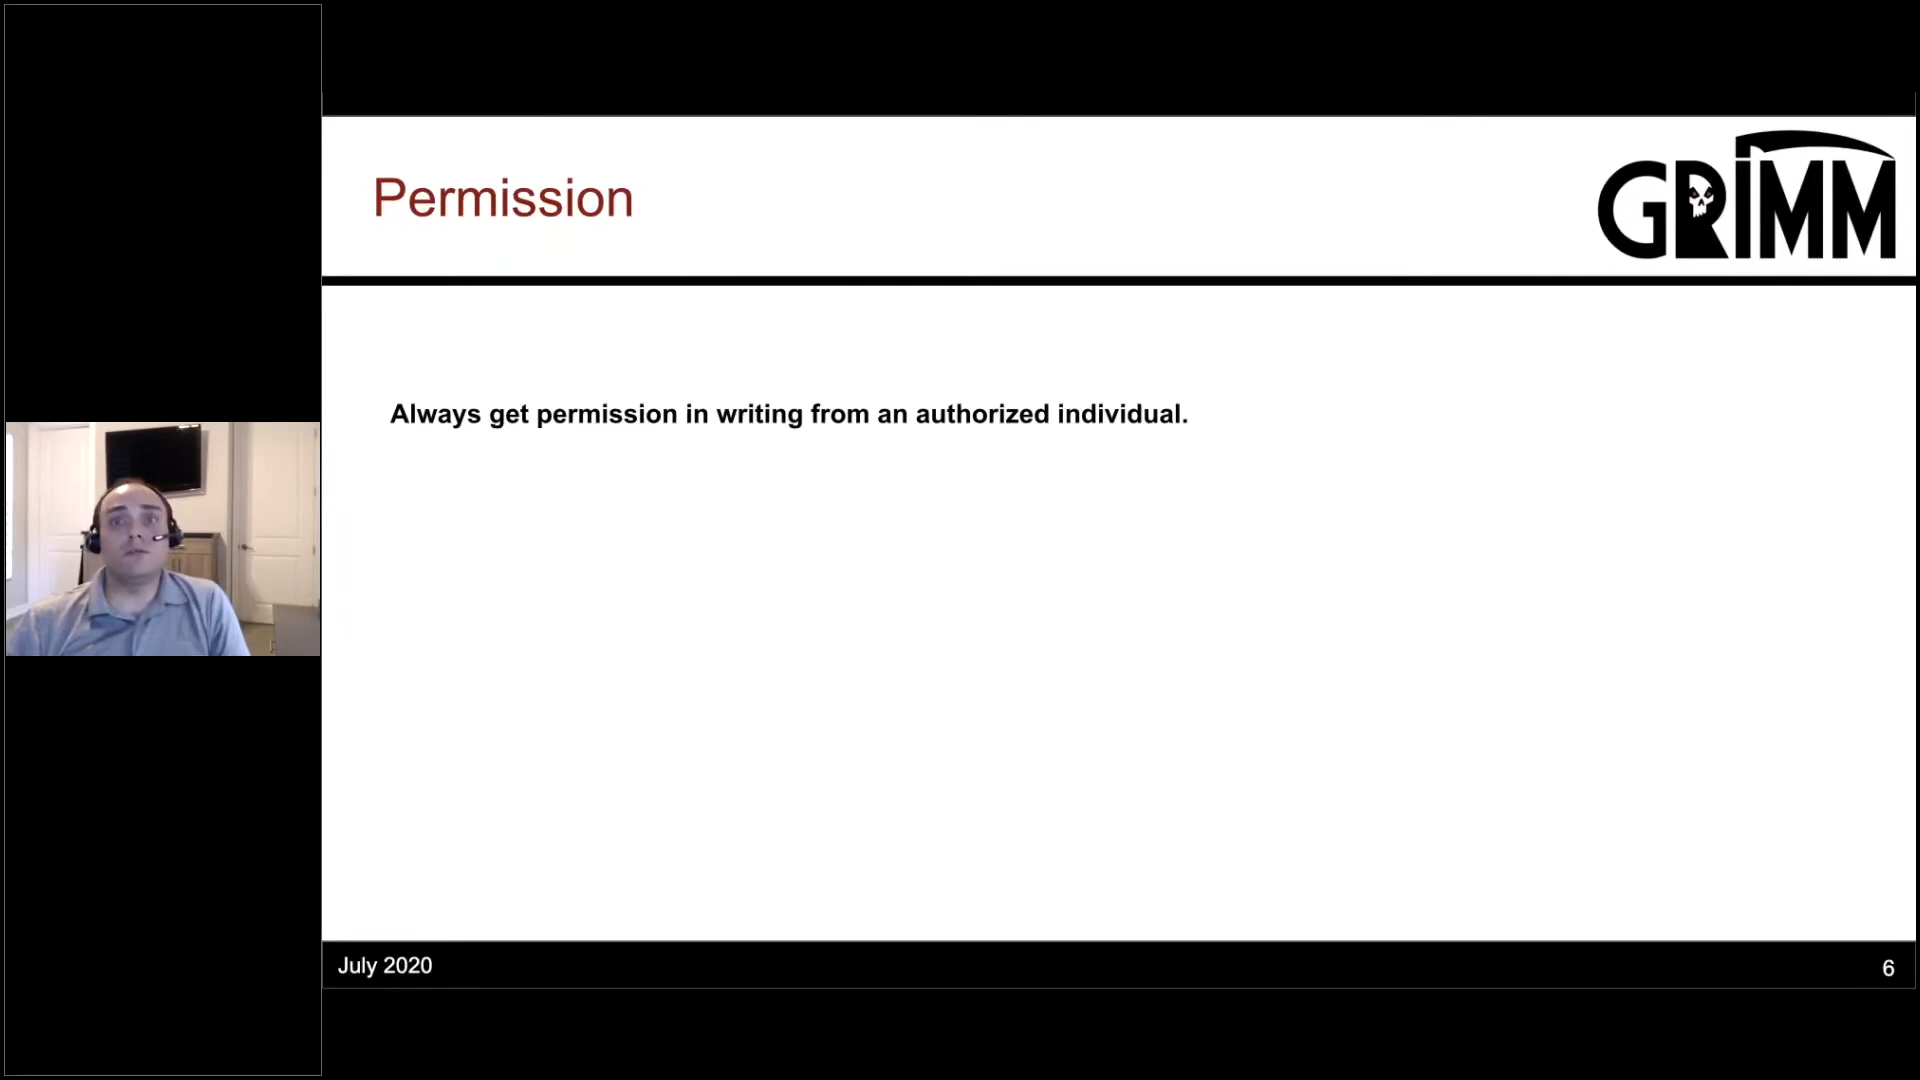 Permission
GRIMM
Always get permission in writing from an authorized individual.
July 2020
6